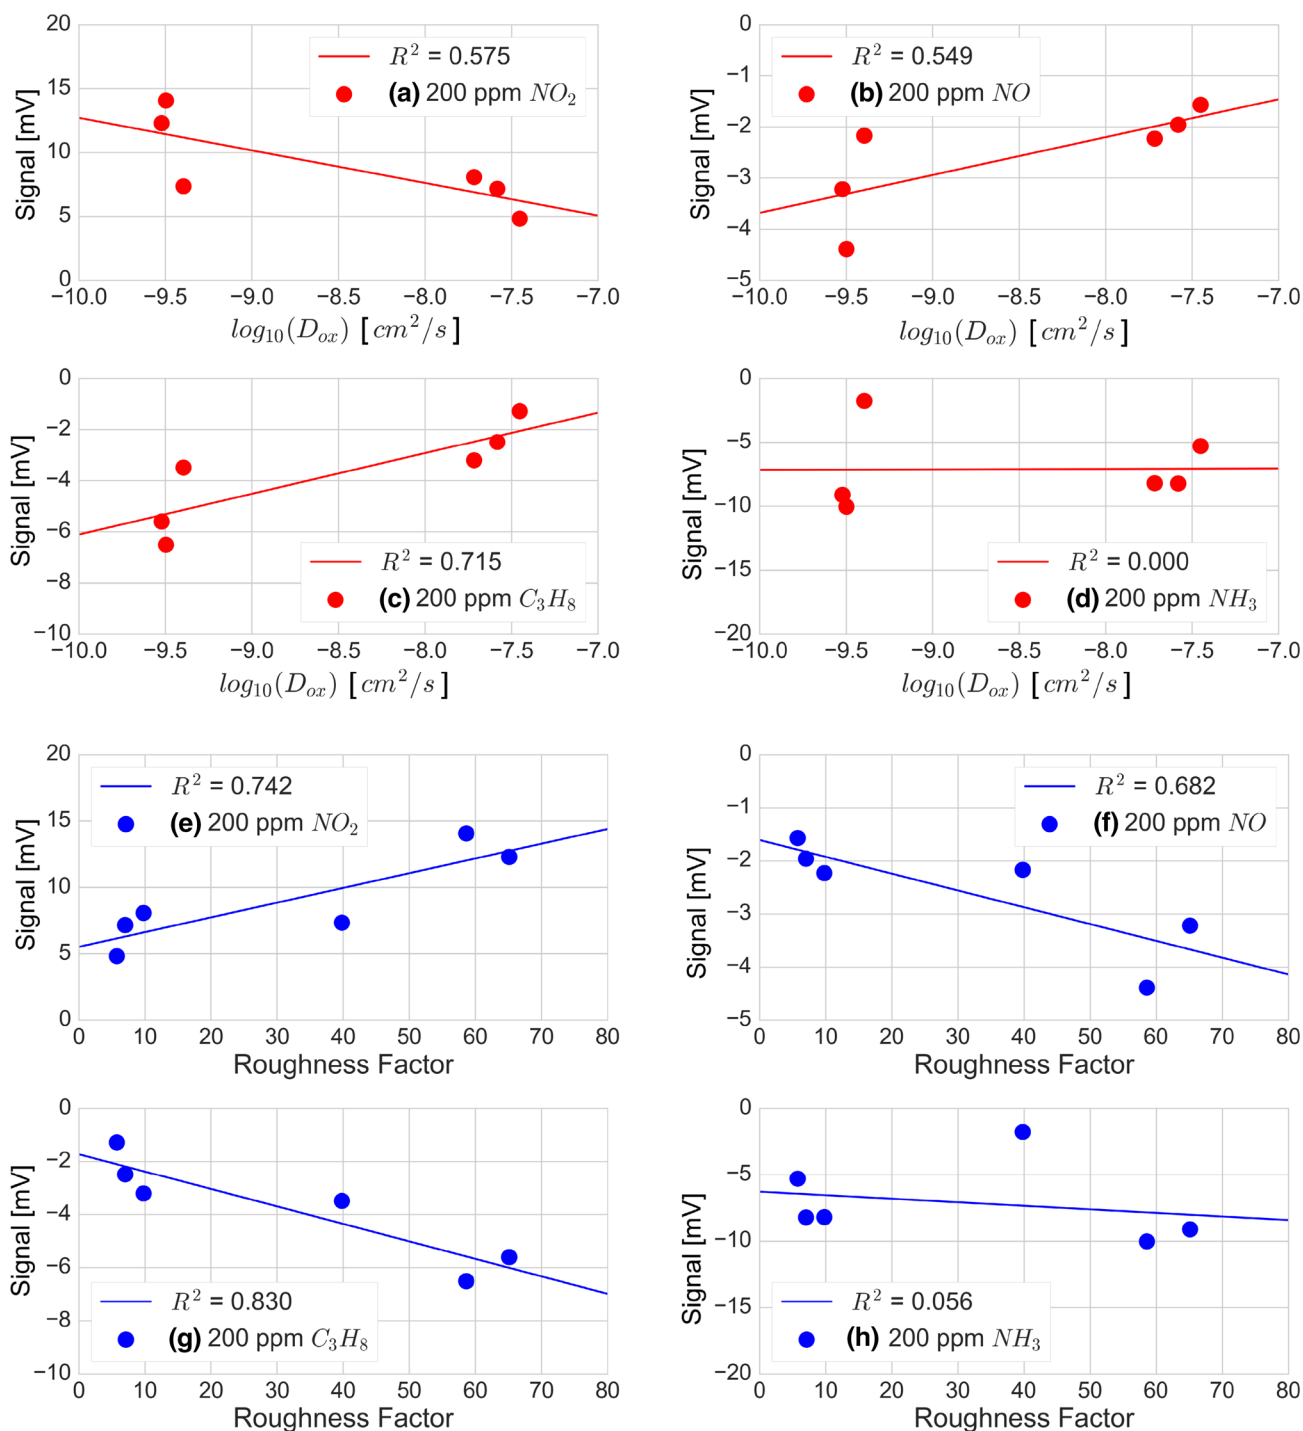 20
15
10
5
0
Signal [mV]
R² = 0.575
(a) 200 ppm NO₂
−10.0 −9.5 −9.0 −8.5 −8.0 −7.5 −7.0
log₁₀(Dₒₓ) [cm²/s]
0
−1
−2
−3
−4
−5
Signal [mV]
R² = 0.549
(b) 200 ppm NO
−10.0 −9.5 −9.0 −8.5 −8.0 −7.5 −7.0
log₁₀(Dₒₓ) [cm²/s]
0
−2
−4
−6
−8
−10
Signal [mV]
R² = 0.715
(c) 200 ppm C₃H₈
−10.0 −9.5 −9.0 −8.5 −8.0 −7.5 −7.0
log₁₀(Dₒₓ) [cm²/s]
0
−5
−10
−15
−20
Signal [mV]
R² = 0.000
(d) 200 ppm NH₃
−10.0 −9.5 −9.0 −8.5 −8.0 −7.5 −7.0
log₁₀(Dₒₓ) [cm²/s]
20
15
10
5
0
Signal [mV]
R² = 0.742
(e) 200 ppm NO₂
0 10 20 30 40 50 60 70 80
Roughness Factor
0
−1
−2
−3
−4
−5
Signal [mV]
R² = 0.682
(f) 200 ppm NO
0 10 20 30 40 50 60 70 80
Roughness Factor
0
−2
−4
−6
−8
−10
Signal [mV]
R² = 0.830
(g) 200 ppm C₃H₈
0 10 20 30 40 50 60 70 80
Roughness Factor
0
−5
−10
−15
−20
Signal [mV]
R² = 0.056
(h) 200 ppm NH₃
0 10 20 30 40 50 60 70 80
Roughness Factor